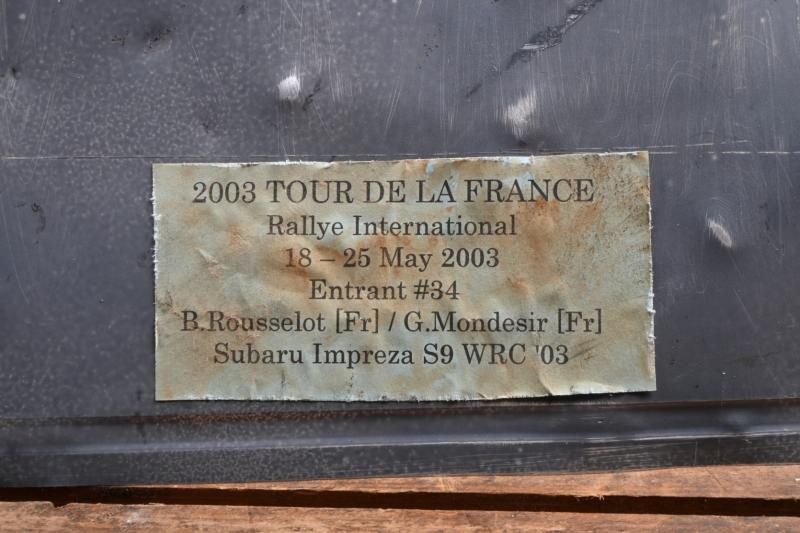 2003 TOUR DE LA FRANCE
Rallye International
18 – 25 May 2003
Entrant #34
B.Rousselot [Fr] / G.Mondesir [Fr]
Subaru Impreza S9 WRC '03